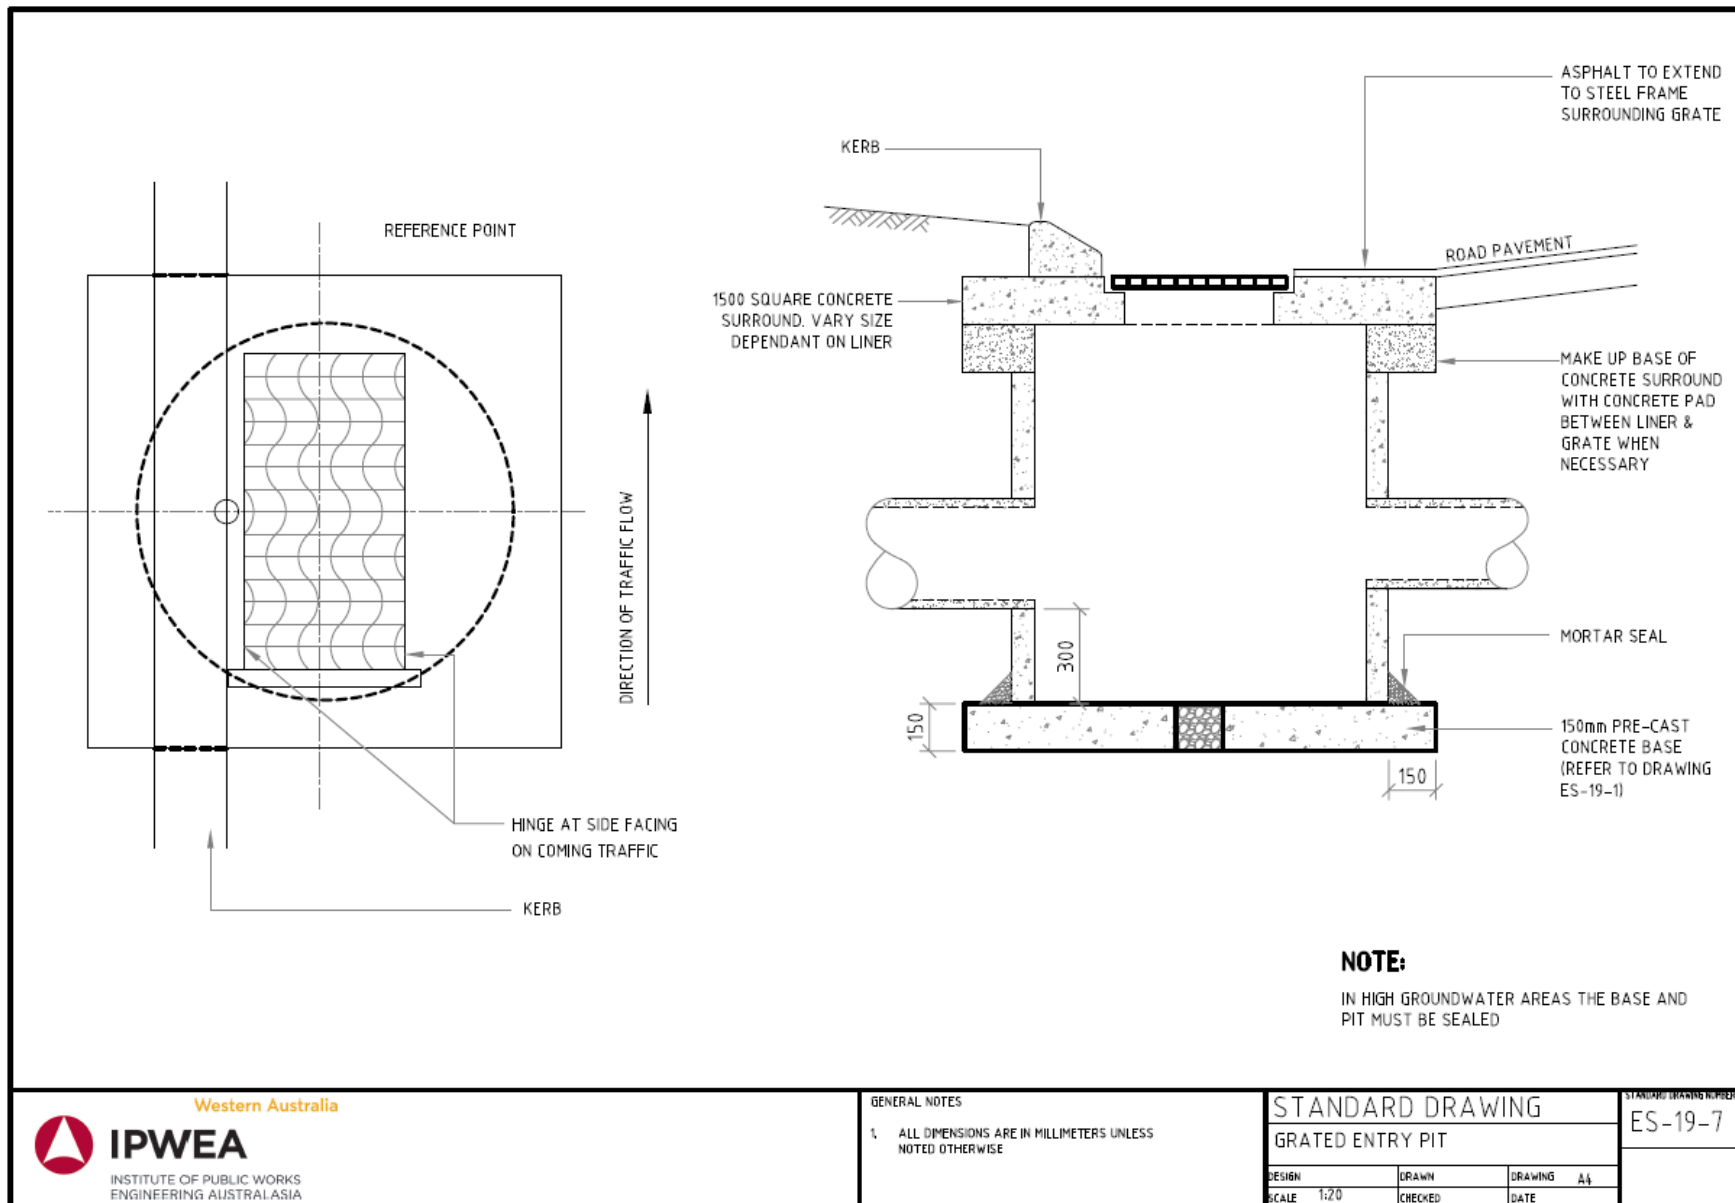 ASPHALT TO EXTEND
TO STEEL FRAME
SURROUNDING GRATE
KERB
REFERENCE POINT
ROAD PAVEMENT
1500 SQUARE CONCRETE
SURROUND. VARY SIZE
DEPENDANT ON LINER
MAKE UP BASE OF
CONCRETE SURROUND
WITH CONCRETE PAD
BETWEEN LINER &
GRATE WHEN
NECESSARY
DIRECTION OF TRAFFIC FLOW
300
MORTAR SEAL
150
150mm PRE-CAST
CONCRETE BASE
(REFER TO DRAWING
ES-19-1)
150
HINGE AT SIDE FACING
ON COMING TRAFFIC
KERB
NOTE:
IN HIGH GROUNDWATER AREAS THE BASE AND
PIT MUST BE SEALED
Western Australia
IPWEA
INSTITUTE OF PUBLIC WORKS
ENGINEERING AUSTRALASIA
GENERAL NOTES
1. ALL DIMENSIONS ARE IN MILLIMETERS UNLESS
NOTED OTHERWISE
STANDARD DRAWING
GRATED ENTRY PIT
DESIGN DRAWN DRAWING A4
SCALE 1:20 CHECKED DATE
STANDARD DRAWING NUMBER
ES-19-7